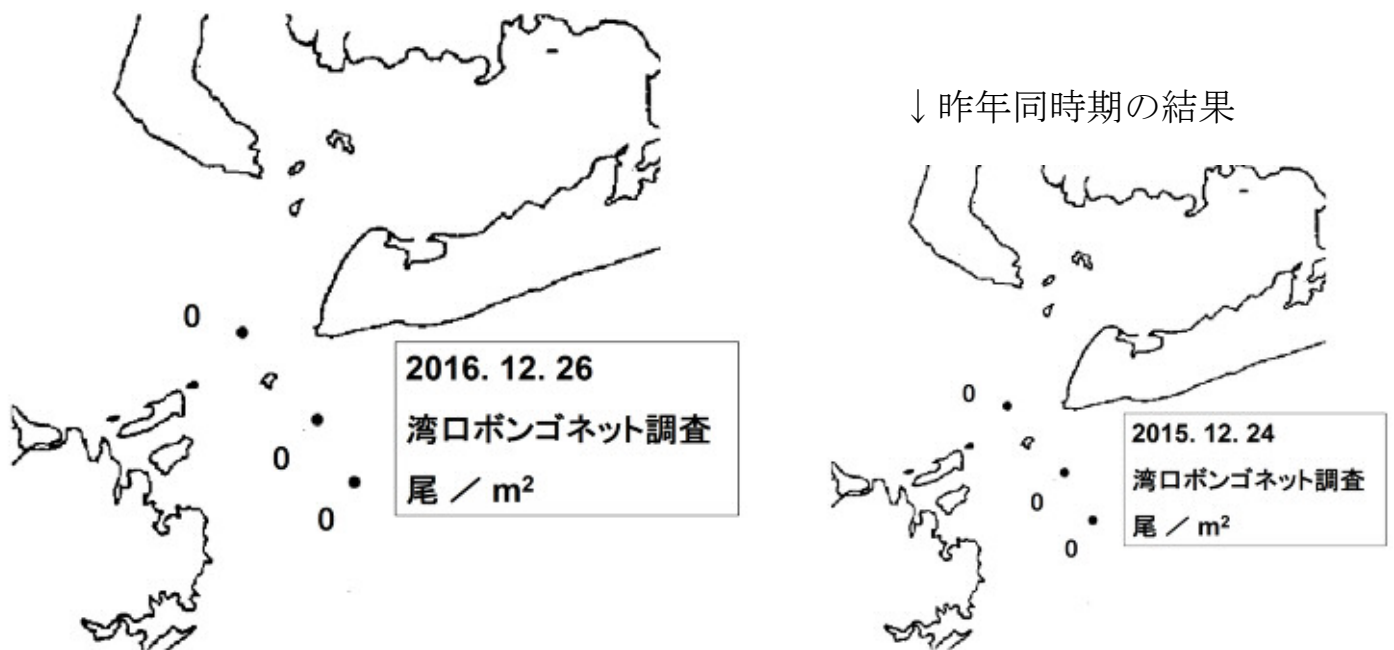 0
0
0
2016. 12. 26
湾口ボンゴネット調査
尾 ／ m²
↓昨年同時期の結果
0
0
0
2015. 12. 24
湾口ボンゴネット調査
尾 ／ m²